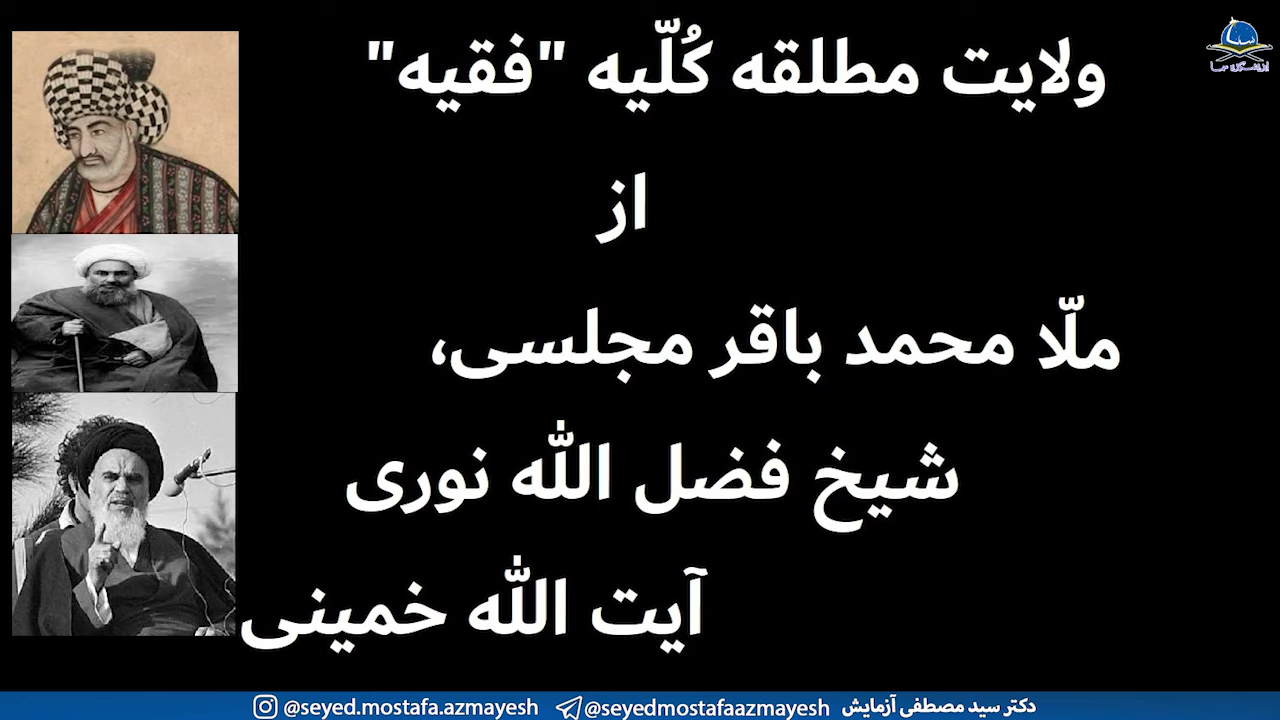 ولایت مطلقه کُلّیه "فقیه"
از
ملّا محمد باقر مجلسی،
شیخ فضل الله نوری
آیت الله خمینی
@seyed.mostafa.azmayesh @seyedmostafaazmayesh دکتر سید مصطفی آزمایش